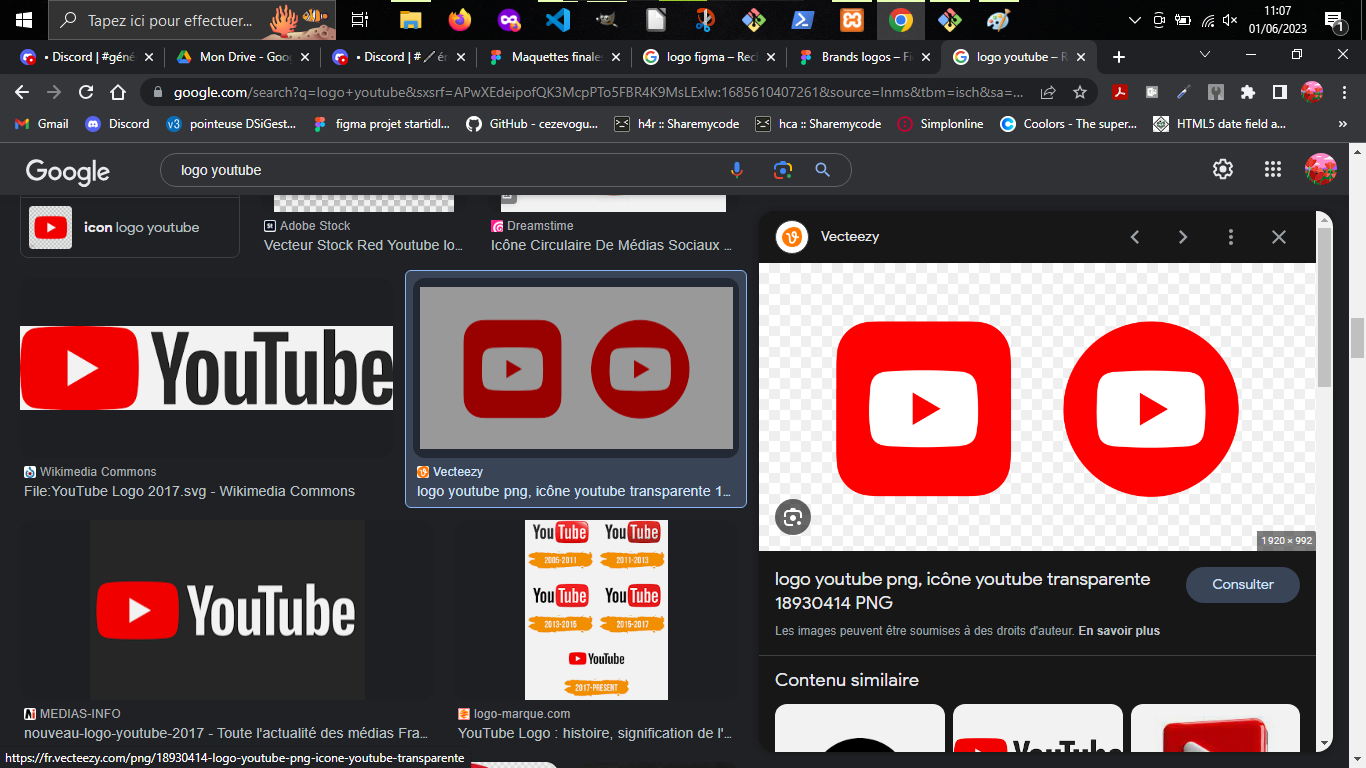 Tapez ici pour effectuer...
11:07
01/06/2023
1
• Discord | #géné
Mon Drive - Goog
• Discord | #
Maquettes finales
logo figma – Rech
Brands logos – Fi
logo youtube – R
google.com/search?q=logo+youtube&sxsrf=APwXEdeipofQK3McpPTo5FBR4K9MsLExlw:1685610407261&source=lnms&tbm=isch&sa=...
Gmail
Discord
v3
pointeuse DSiGest...
figma projet startidl...
GitHub - cezevogu...
h4r :: Sharemycode
hca :: Sharemycode
Simplonline
Coolors - The super...
HTML5 date field a...
»
Google
logo youtube
icon logo youtube
St
Adobe Stock
Vecteur Stock Red Youtube lo...
Dreamstime
Icône Circulaire De Médias Sociaux ...
YouTube
Wikimedia Commons
File:YouTube Logo 2017.svg - Wikimedia Commons
Vecteezy
logo youtube png, icône youtube transparente 1...
YouTube
MEDIAS-INFO
nouveau-logo-youtube-2017 - Toute l'actualité des médias Fra...
YouTube YouTube
2005-2011 2011-2013
YouTube YouTube
2013-2015 2015-2017
YouTube
2017-PRESENT
logo-marque.com
YouTube Logo : histoire, signification de l'...
Vecteezy
1920 × 992
logo youtube png, icône youtube transparente
18930414 PNG
Consulter
Les images peuvent être soumises à des droits d'auteur. En savoir plus
Contenu similaire
YouTube
https://fr.vecteezy.com/png/18930414-logo-youtube-png-icone-youtube-transparente